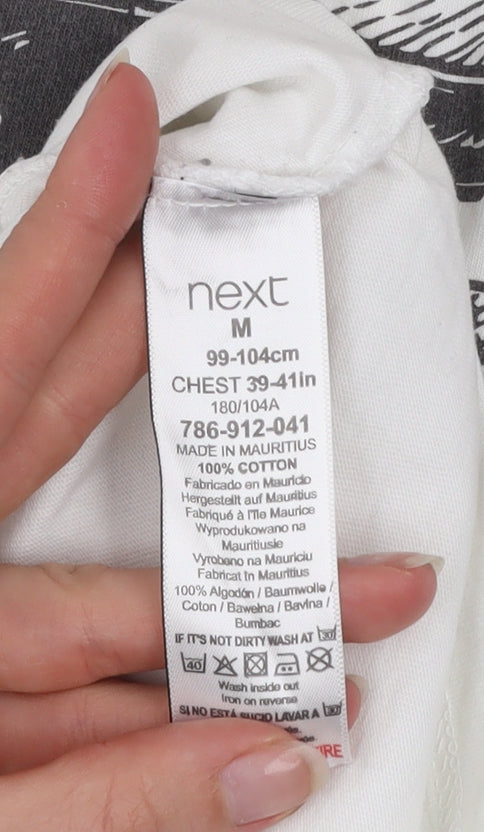 next
M
99-104cm
CHEST 39-41in
180/104A
786-912-041
MADE IN MAURITIUS
100% COTTON
Fabricado en Mauricio
Hergestellt auf Mauritius
Fabriqué à l'île Maurice
Wyprodukowano na
Mauritiusie
Vyrobeno na Mauriciu
Fabricat în Mauritius
100% Algodón / Baumwolle /
Coton / Bawełna / Bavlna /
Bumbac
IF IT'S NOT DIRTY WASH AT 30
40
Wash inside out
Iron on reverse
SI NO ESTÁ SUCIO LAVAR A 30